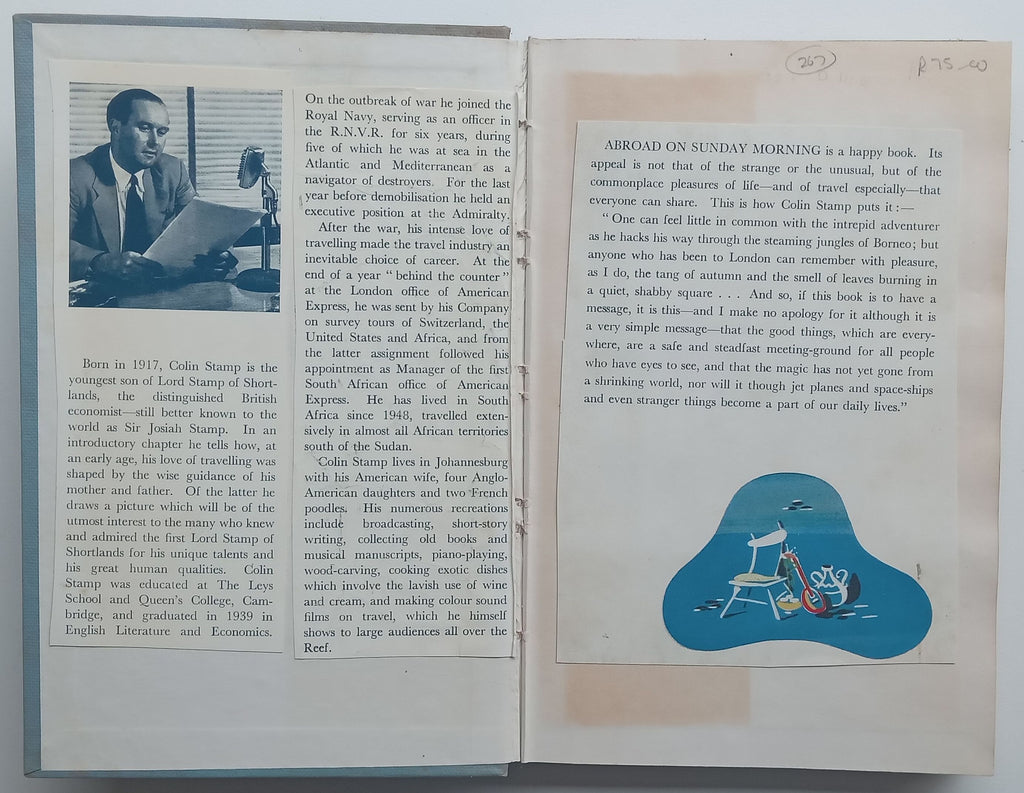 Born in 1917, Colin Stamp is the
youngest son of Lord Stamp of Short-
lands, the distinguished British
economist—still better known to the
world as Sir Josiah Stamp. In an
introductory chapter he tells how, at
an early age, his love of travelling was
shaped by the wise guidance of his
mother and father. Of the latter he
draws a picture which will be of the
utmost interest to the many who knew
and admired the first Lord Stamp of
Shortlands for his unique talents and
his great human qualities. Colin
Stamp was educated at The Leys
School and Queen's College, Cam-
bridge, and graduated in 1939 in
English Literature and Economics.
On the outbreak of war he joined the
Royal Navy, serving as an officer in
the R.N.V.R. for six years, during
five of which he was at sea in the
Atlantic and Mediterranean as a
navigator of destroyers. For the last
year before demobilisation he held an
executive position at the Admiralty.
After the war, his intense love of
travelling made the travel industry an
inevitable choice of career. At the
end of a year "behind the counter"
at the London office of American
Express, he was sent by his Company
on survey tours of Switzerland, the
United States and Africa, and from
the latter assignment followed his
appointment as Manager of the first
South African office of American
Express. He has lived in South
Africa since 1948, travelled exten-
sively in almost all African territories
south of the Sudan.
Colin Stamp lives in Johannesburg
with his American wife, four Anglo-
American daughters and two French
poodles. His numerous recreations
include broadcasting, short-story
writing, collecting old books and
musical manuscripts, piano-playing,
wood-carving, cooking exotic dishes
which involve the lavish use of wine
and cream, and making colour sound
films on travel, which he himself
shows to large audiences all over the
Reef.
267
R75-00
ABROAD ON SUNDAY MORNING is a happy book. Its
appeal is not that of the strange or the unusual, but of the
commonplace pleasures of life—and of travel especially—that
everyone can share. This is how Colin Stamp puts it:—
"One can feel little in common with the intrepid adventurer
as he hacks his way through the steaming jungles of Borneo; but
anyone who has been to London can remember with pleasure,
as I do, the tang of autumn and the smell of leaves burning in
a quiet, shabby square . . . And so, if this book is to have a
message, it is this—and I make no apology for it although it is
a very simple message—that the good things, which are every-
where, are a safe and steadfast meeting-ground for all people
who have eyes to see, and that the magic has not yet gone from
a shrinking world, nor will it though jet planes and space-ships
and even stranger things become a part of our daily lives."